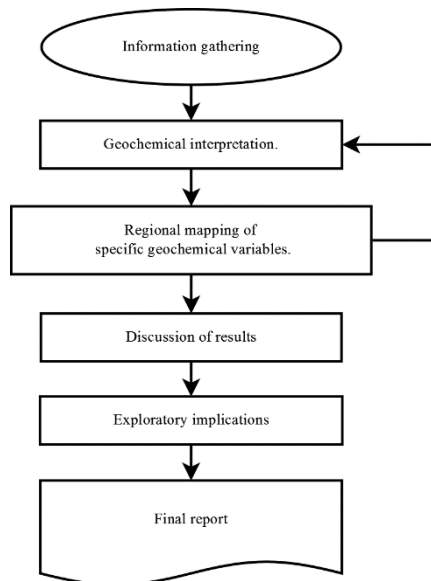 Information gathering
Geochemical interpretation.
Regional mapping of
specific geochemical variables.
Discussion of results
Exploratory implications
Final report